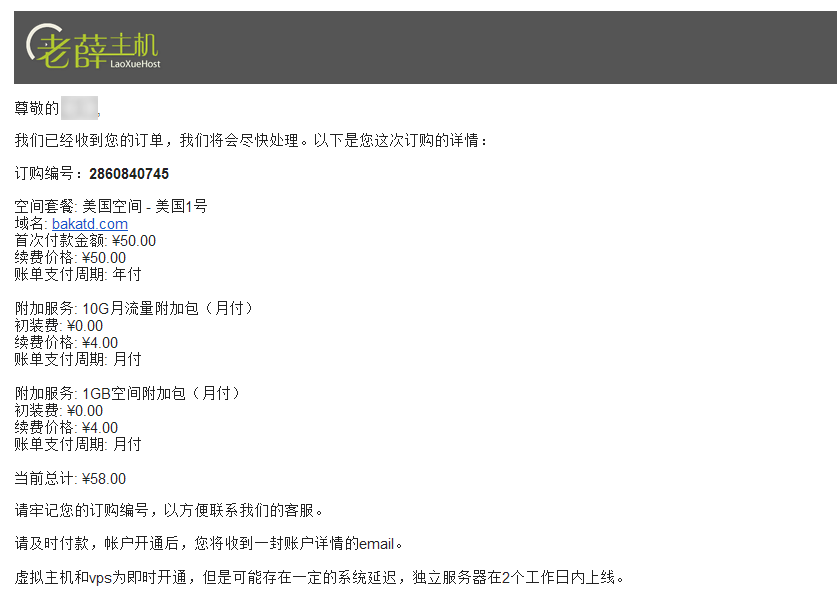 老薛主机
LaoXueHost
尊敬的
,
我们已经收到您的订单，我们将会尽快处理。以下是您这次订购的详情：
订购编号：2860840745
空间套餐: 美国空间 - 美国1号
域名: bakatd.com
首次付款金额: ¥50.00
续费价格: ¥50.00
账单支付周期: 年付
附加服务: 10G月流量附加包（月付）
初装费: ¥0.00
续费价格: ¥4.00
账单支付周期: 月付
附加服务: 1GB空间附加包（月付）
初装费: ¥0.00
续费价格: ¥4.00
账单支付周期: 月付
当前总计: ¥58.00
请牢记您的订购编号，以方便联系我们的客服。
请及时付款，帐户开通后，您将收到一封账户详情的email。
虚拟主机和vps为即时开通，但是可能存在一定的系统延迟，独立服务器在2个工作日内上线。